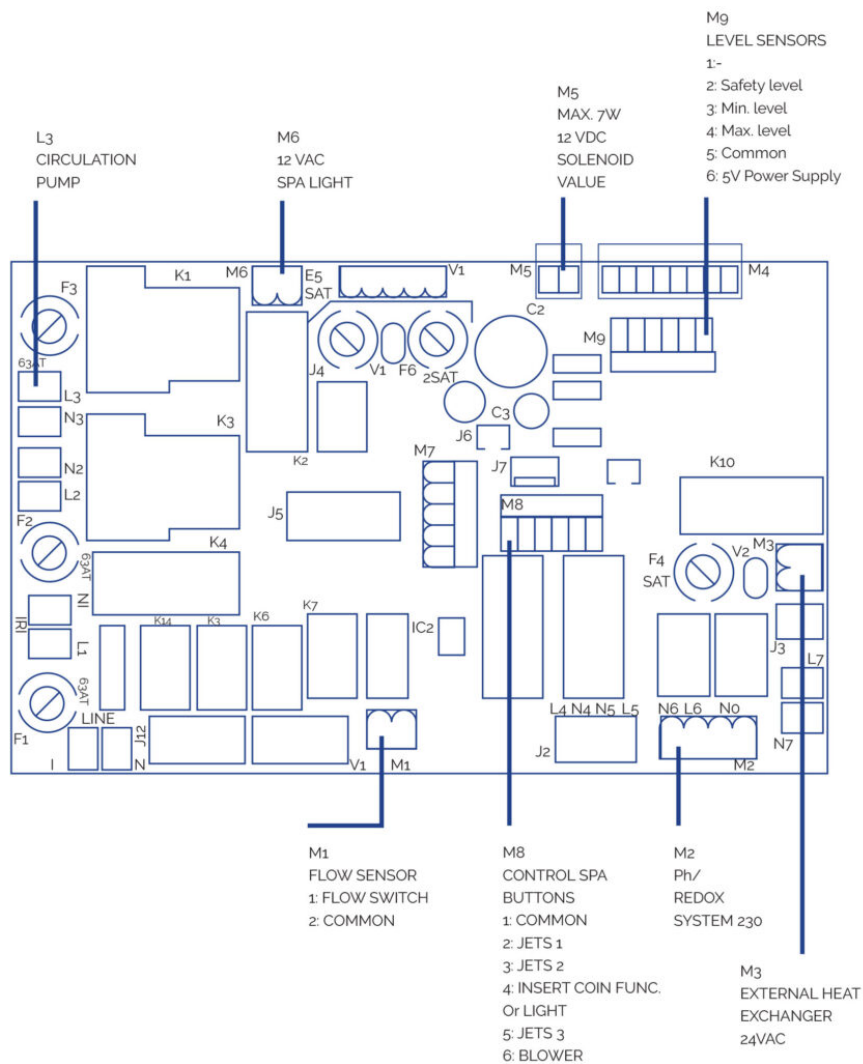 M9
LEVEL SENSORS
1:-
2: Safety level
3: Min. level
4: Max. level
5: Common
6: 5V Power Supply
M5
MAX. 7W
12 VDC
SOLENOID
VALUE
L3
CIRCULATION
PUMP
M6
12 VAC
SPA LIGHT
F3
K1
M6
E5
SAT
V1
M5
M4
C2
M9
63AT
L3
N3
J4
V1
F6
2SAT
K3
K2
C3
J6
N2
L2
M7
J7
K10
F2
J5
M8
K4
63AT
F4
SAT
V2
M3
NI
IRI
L1
K14
K3
K6
K7
IC2
J3
L7
63AT
F1
LINE
I
N
J12
V1
M1
L4
N4
N5
L5
J2
N6
L6
N0
M2
N7
M1
FLOW SENSOR
1: FLOW SWITCH
2: COMMON
M8
CONTROL SPA
BUTTONS
1: COMMON
2: JETS 1
3: JETS 2
4: INSERT COIN FUNC.
Or LIGHT
5: JETS 3
6: BLOWER
M2
Ph/
REDOX
SYSTEM 230
M3
EXTERNAL HEAT
EXCHANGER
24VAC